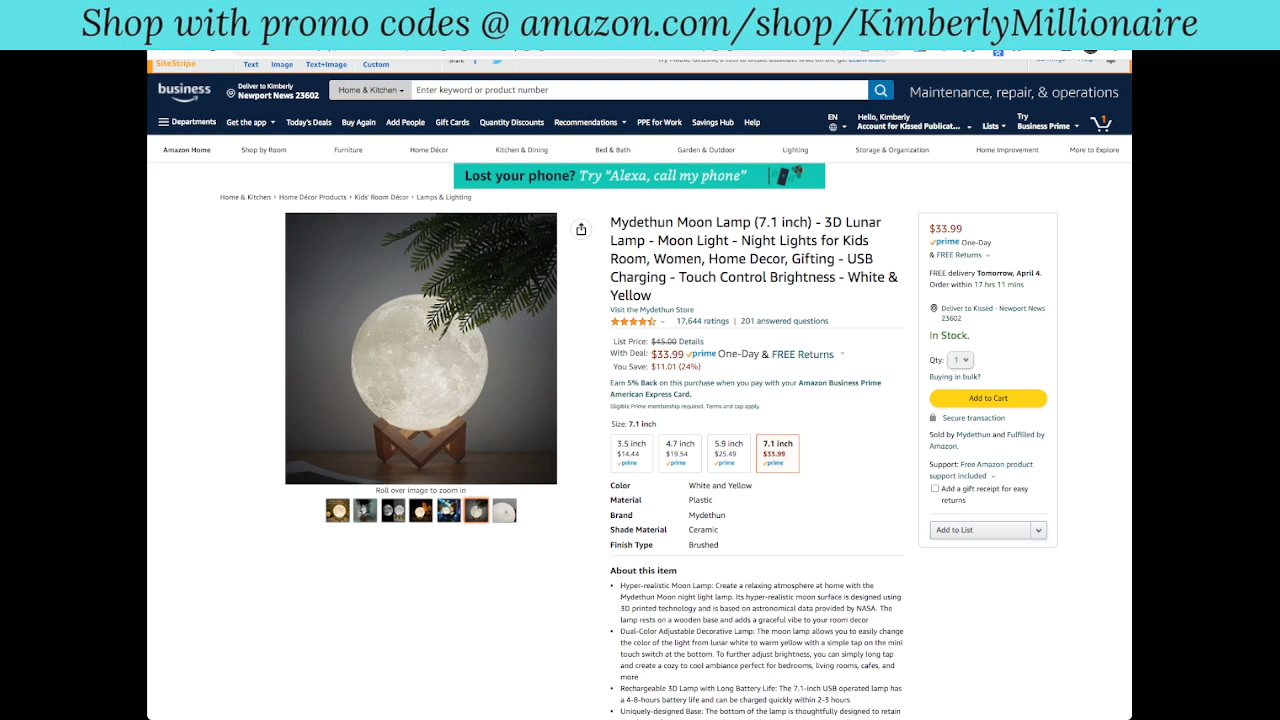 Shop with promo codes @ amazon.com/shop/KimberlyMillionaire
SiteStripe Text Image Text+Image Custom
business Deliver to Kimberly
Newport News 23602
Home & Kitchen Enter keyword or product number
Maintenance, repair, & operations
Departments Get the app Today's Deals Buy Again Add People Gift Cards Quantity Discounts Recommendations PPE for Work Savings Hub Help
EN Hello, Kimberly
Account for Kissed Publicat... Lists
Try
Business Prime 1
Amazon Home Shop by Room Furniture Home Décor Kitchen & Dining Bed & Bath Garden & Outdoor Lighting Storage & Organization Home Improvement More to Explore
Lost your phone? Try “Alexa, call my phone”
Home & Kitchen › Home Décor Products › Kids' Room Décor › Lamps & Lighting
Roll over image to zoom in
Mydethun Moon Lamp (7.1 inch) - 3D Lunar
Lamp - Moon Light - Night Lights for Kids
Room, Women, Home Decor, Gifting - USB
Charging - Touch Control Brightness - White &
Yellow
Visit the Mydethun Store
17,644 ratings | 201 answered questions
List Price: $45.00 Details
With Deal: $33.99 prime One-Day & FREE Returns
You Save: $11.01 (24%)
Earn 5% Back on this purchase when you pay with your Amazon Business Prime
American Express Card.
Eligible Prime membership required. Terms and cap apply.
Size: 7.1 inch
3.5 inch
$14.44
prime
4.7 inch
$19.54
prime
5.9 inch
$25.49
prime
7.1 inch
$33.99
prime
Color White and Yellow
Material Plastic
Brand Mydethun
Shade Material Ceramic
Finish Type Brushed
About this item
• Hyper-realistic Moon Lamp: Create a relaxing atmosphere at home with the
Mydethun Moon night light lamp. Its hyper-realistic moon surface is designed using
3D printed technology and is based on astronomical data provided by NASA. The
lamp rests on a wooden base and adds a graceful vibe to your room decor
• Dual-Color Adjustable Decorative Lamp: The moon lamp allows you to easily change
the color of the light from lunar white to warm yellow with a simple tap on the mini
touch switch at the bottom. To further adjust brightness, you can simply long tap
and create a cozy to cool ambiance perfect for bedrooms, living rooms, cafes, and
more
• Rechargeable 3D Lamp with Long Battery Life: The 7.1-inch USB operated lamp has
a 4-8-hours battery life and can be charged quickly within 2-3 hours
• Uniquely-designed Base: The bottom of the lamp is thoughtfully designed to retain
$33.99
prime One-Day
& FREE Returns
FREE delivery Tomorrow, April 4.
Order within 17 hrs 11 mins
Deliver to Kissed - Newport News
23602
In Stock.
Qty: 1
Buying in bulk?
Add to Cart
Secure transaction
Sold by Mydethun and Fulfilled by
Amazon.
Support: Free Amazon product
support included
Add a gift receipt for easy
returns
Add to List